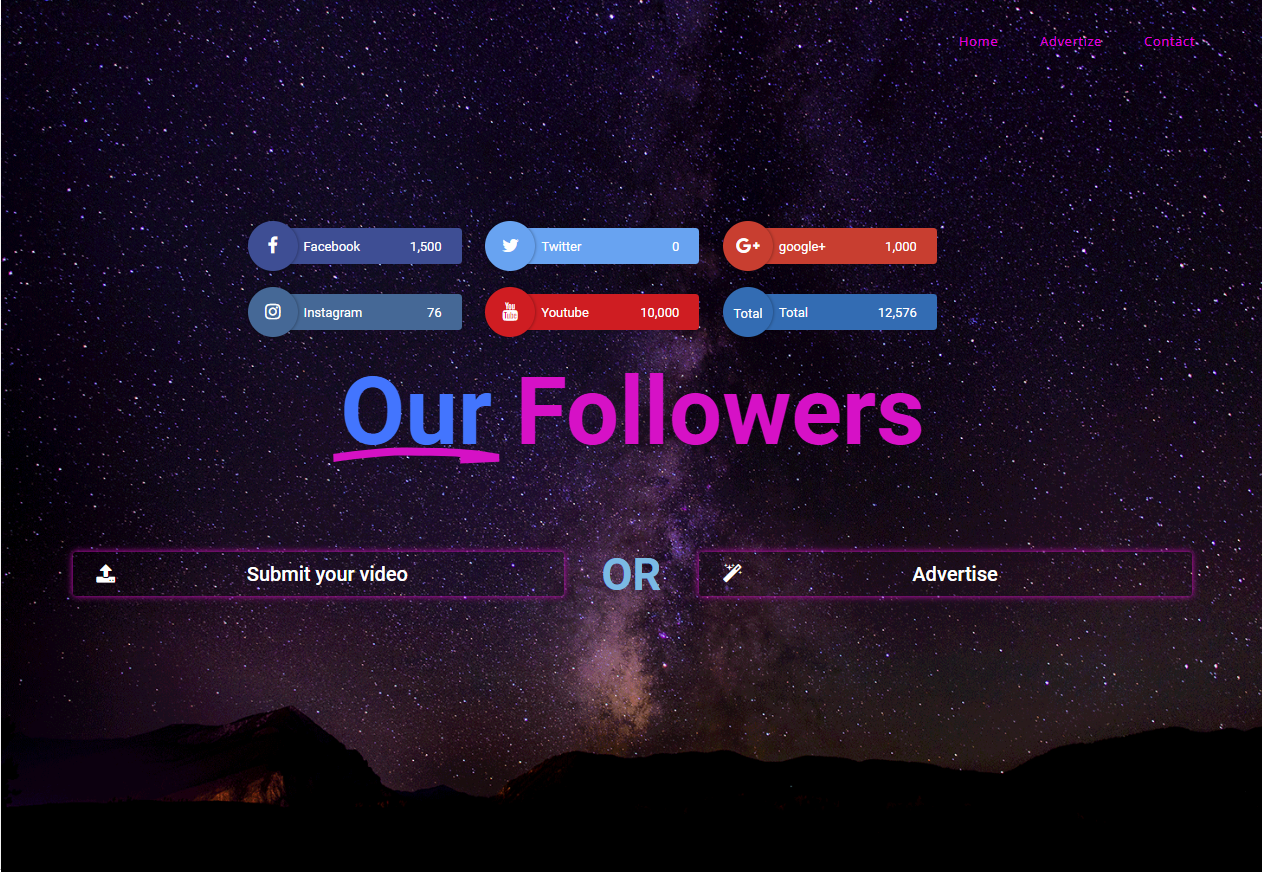 Home Advertize Contact
Facebook 1,500 Twitter 0 G+ google+ 1,000
Instagram 76 You Tube Youtube 10,000 Total Total 12,576
Our Followers
Submit your video OR Advertise